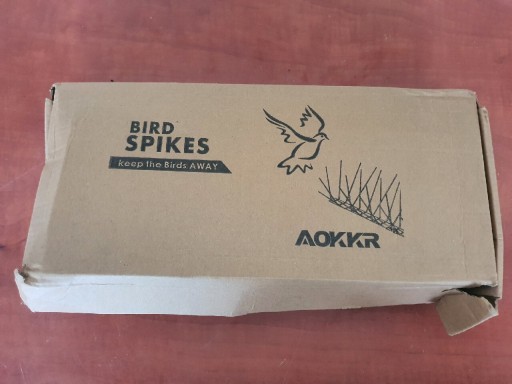 BIRD
SPIKES
keep the Birds AWAY
AOKKR